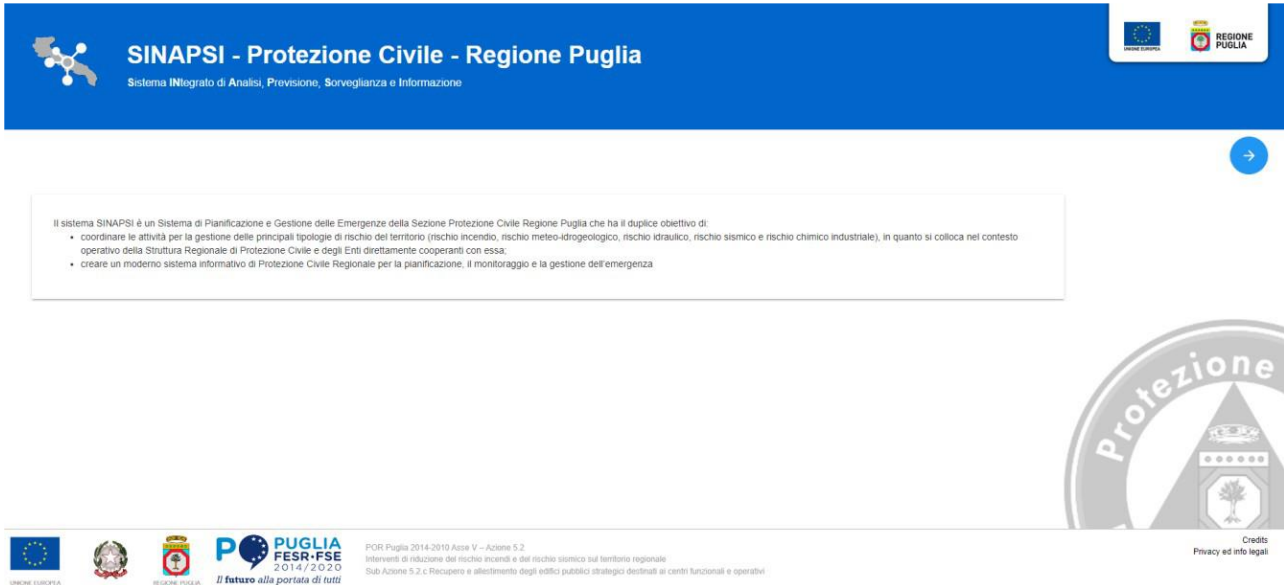 SINAPSI - Protezione Civile - Regione Puglia
Sistema INtegrato di Analisi, Previsione, Sorveglianza e Informazione
UNIONE EUROPEA
REGIONE
PUGLIA
Il sistema SINAPSI è un Sistema di Pianificazione e Gestione delle Emergenze della Sezione Protezione Civile Regione Puglia che ha il duplice obiettivo di:
• coordinare le attività per la gestione delle principali tipologie di rischio del territorio (rischio incendio, rischio meteo-idrogeologico, rischio idraulico, rischio sismico e rischio chimico industriale), in quanto si colloca nel contesto
operativo della Struttura Regionale di Protezione Civile e degli Enti direttamente cooperanti con essa;
• creare un moderno sistema informativo di Protezione Civile Regionale per la pianificazione, il monitoraggio e la gestione dell'emergenza
Protezione
UNIONE EUROPEA
REGIONE PUGLIA
PO PUGLIA
FESR•FSE
2014/2020
Il futuro alla portata di tutti
POR Puglia 2014-2010 Asse V – Azione 5.2
Interventi di riduzione del rischio incendi e del rischio sismico sul territorio regionale
Sub Azione 5.2.c Recupero e allestimento degli edifici pubblici strategici destinati ai centri funzionali e operativi
Credits
Privacy ed info legali